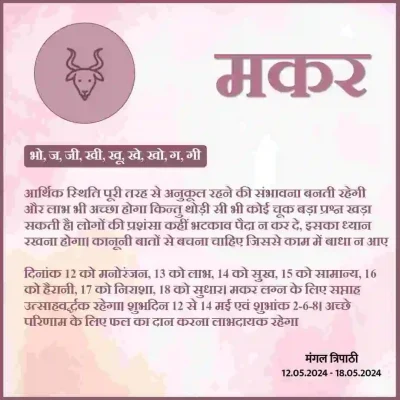 मकर
भो, ज, जी, खी, खू, खे, खो, ग, गी
आर्थिक स्थिति पूरी तरह से अनुकूल रहने की संभावना बनती रहेगी
और लाभ भी अच्छा होगा किन्तु थोड़ी सी भी कोई चूक बड़ा प्रश्न खड़ा
सकती है। लोगों की प्रशंसा कहीं भटकाव पैदा न कर दे, इसका ध्यान
रखना होगा। कानूनी बातों से बचना चाहिए जिससे काम में बाधा न आए
दिनांक 12 को मनोरंजन, 13 को लाभ, 14 को सुख, 15 को सामान्य, 16
को हैरानी, 17 को निराशा, 18 को सुधार। मकर लग्न के लिए सप्ताह
उत्साहवर्द्धक रहेगा। शुभदिन 12 से 14 मई एवं शुभांक 2-6-8। अच्छे
परिणाम के लिए फल का दान करना लाभदायक रहेगा
मंगल त्रिपाठी
12.05.2024 - 18.05.2024